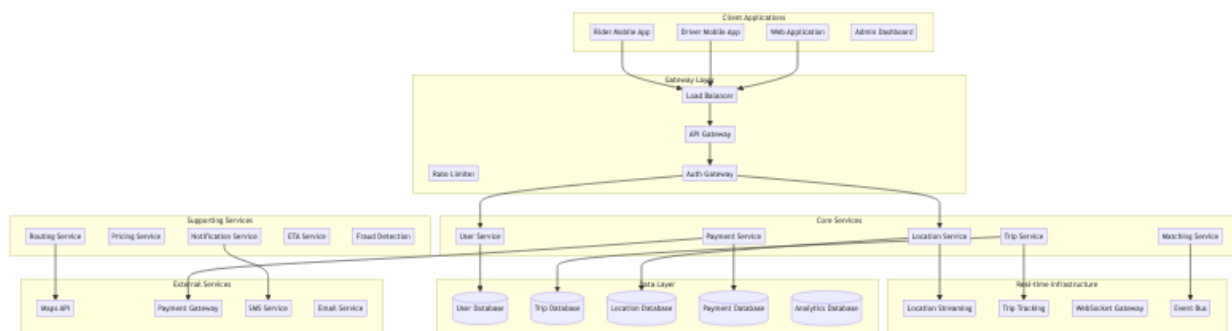 Client Applications
Rider Mobile App
Driver Mobile App
Web Application
Admin Dashboard
Gateway Layer
Load Balancer
API Gateway
Rate Limiter
Auth Gateway
Supporting Services
Core Services
Routing Service
Pricing Service
Notification Service
ETA Service
Fraud Detection
User Service
Payment Service
Location Service
Trip Service
Matching Service
External Services
Data Layer
Real-time Infrastructure
Maps API
Payment Gateway
SMS Service
Email Service
User Database
Trip Database
Location Database
Payment Database
Analytics Database
Location Streaming
Trip Tracking
WebSocket Gateway
Event Bus